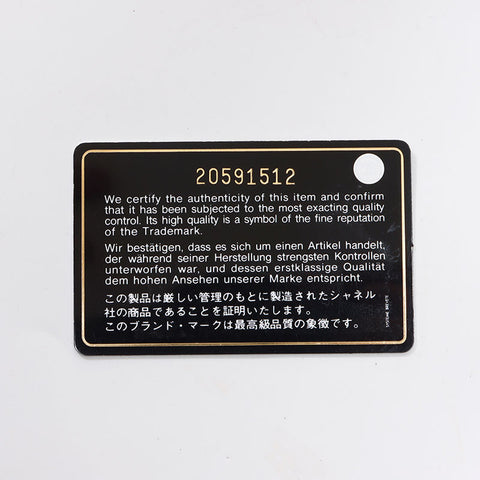 20591512
We certify the authenticity of this item and confirm
that it has been subjected to the most exacting quality
control. Its high quality is a symbol of the fine reputation
of the Trademark.
Wir bestätigen, dass es sich um einen Artikel handelt,
der während seiner Herstellung strengsten Kontrollen
unterworfen war, und dessen erstklassige Qualität
dem hohen Ansehen unserer Marke entspricht.
この製品は厳しい管理のもとに製造されたシャネル
社の商品であることを証明いたします。
このブランド・マークは最高級品質の象徴です。